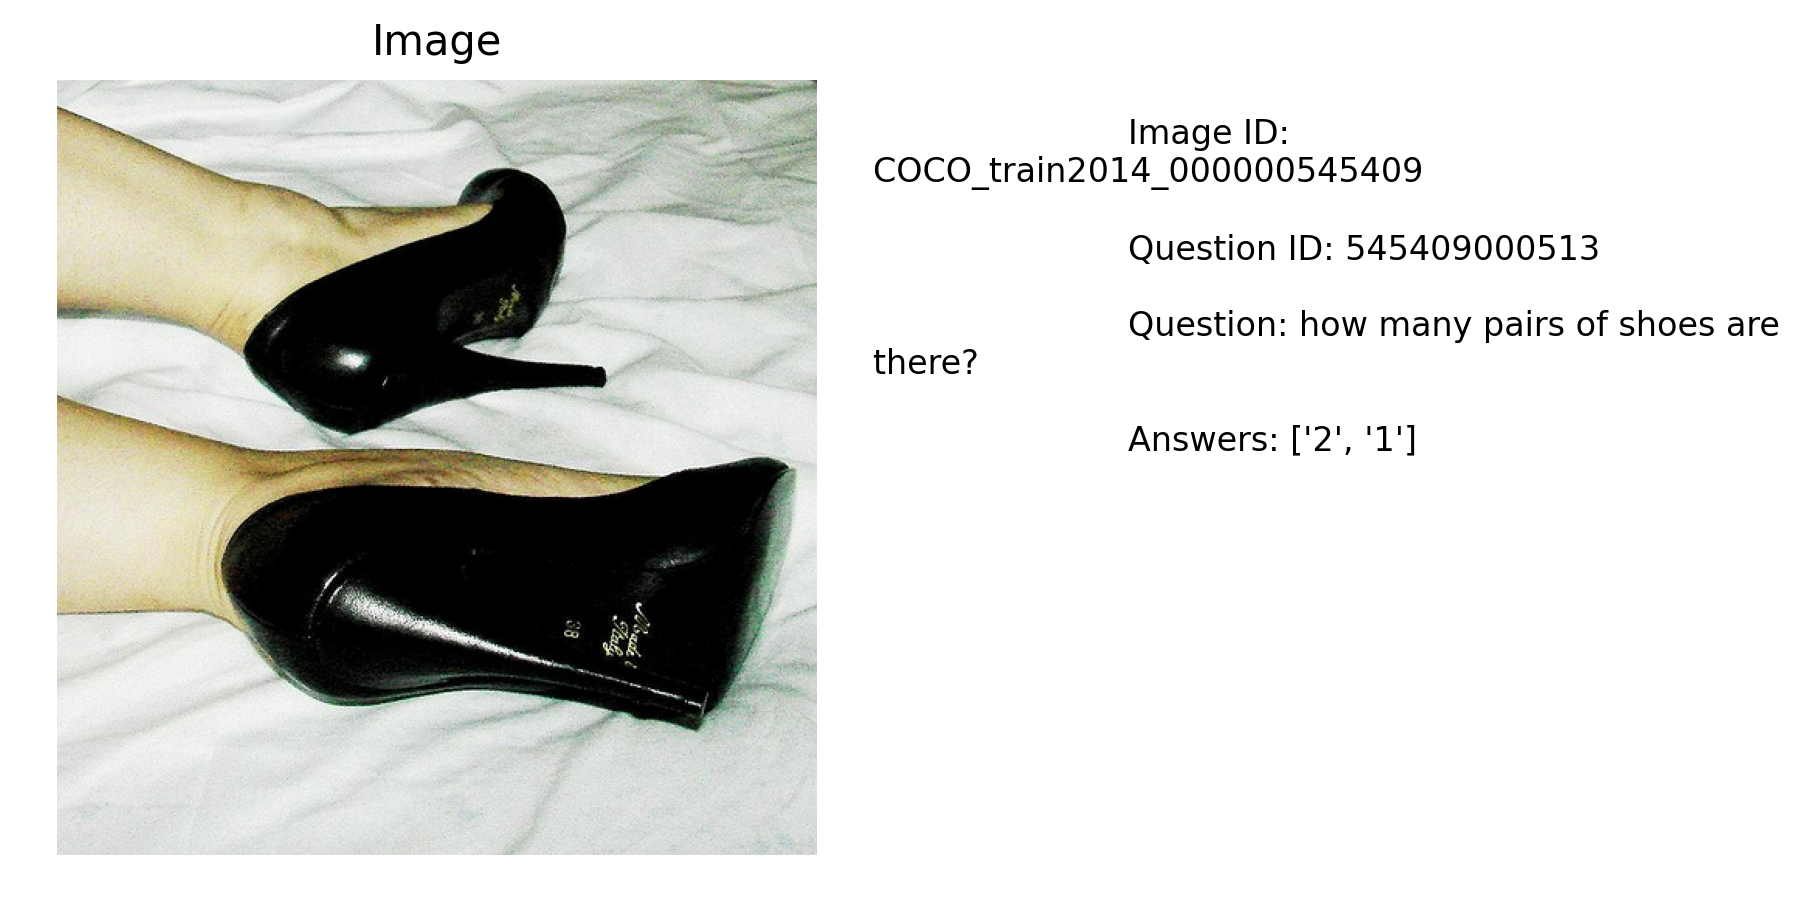 Image
Image ID:
COCO_train2014_000000545409
Question ID: 545409000513
Question: how many pairs of shoes are
there?
Answers: ['2', '1']
38
Made i
Italy